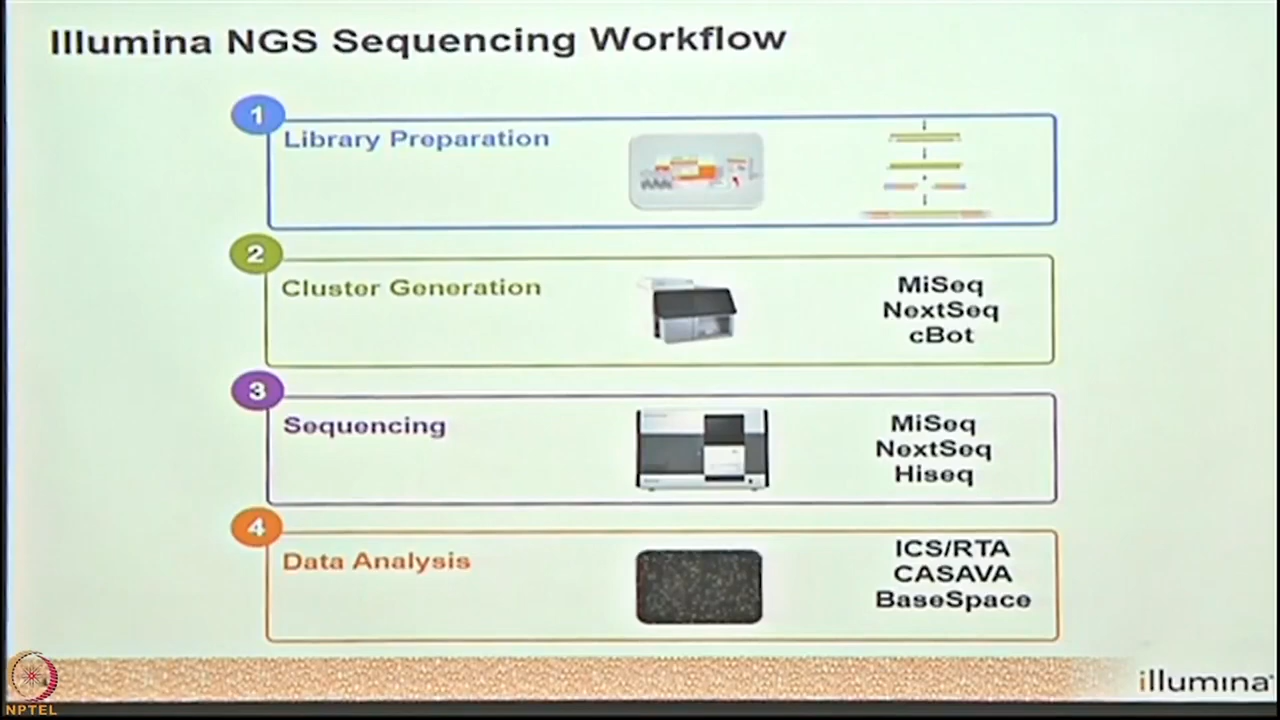 Illumina NGS Sequencing Workflow
1
Library Preparation
2
Cluster Generation
MiSeq
NextSeq
cBot
3
Sequencing
MiSeq
NextSeq
Hiseq
4
Data Analysis
ICS/RTA
CASAVA
BaseSpace
NPTEL
illumina